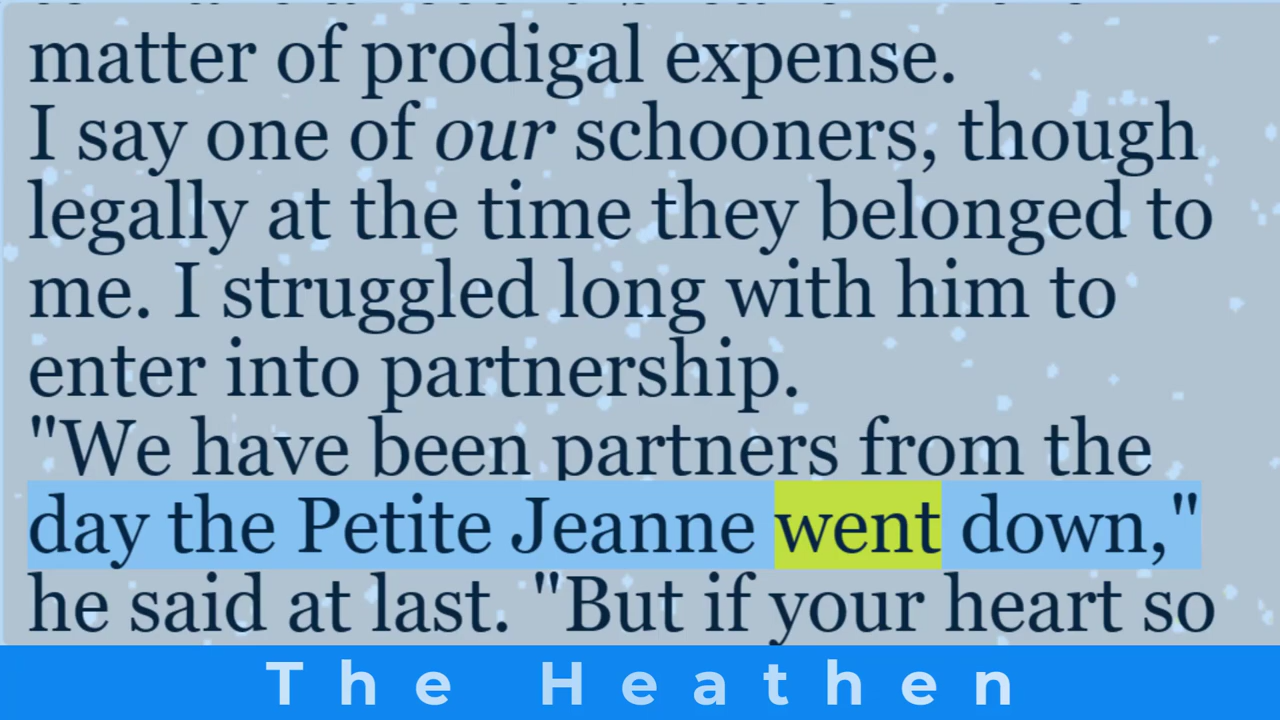 matter of prodigal expense.
I say one of our schooners, though
legally at the time they belonged to
me. I struggled long with him to
enter into partnership.
"We have been partners from the
day the Petite Jeanne went down,"
he said at last. "But if your heart so
The Heathen